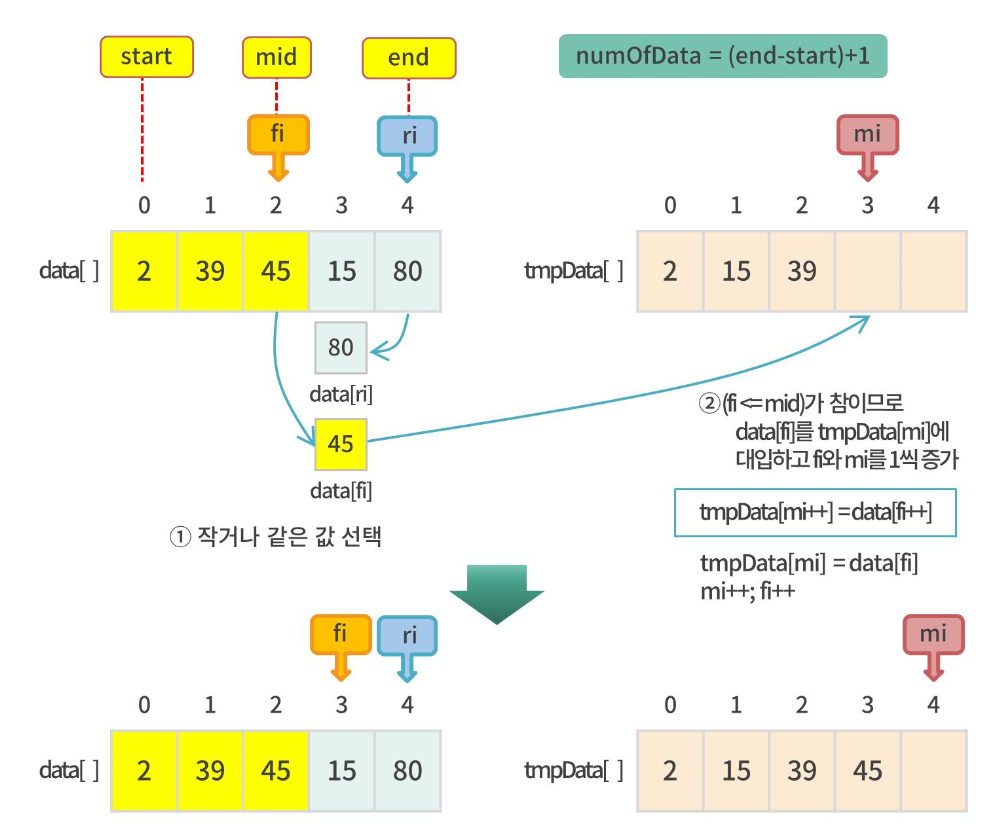 start mid end numOfData = (end-start)+1
fi ri mi
0 1 2 3 4 0 1 2 3 4
data[ ] 2 39 45 15 80 tmpData[ ] 2 15 39
80
data[ri]
②(fi <= mid)가 참이므로
data[fi]를 tmpData[mi]에
대입하고 fi와 mi를 1씩 증가
45
data[fi]
tmpData[mi++] = data[fi++]
① 작거나 같은 값 선택
tmpData[mi] = data[fi]
mi++; fi++
fi ri mi
0 1 2 3 4 0 1 2 3 4
data[ ] 2 39 45 15 80 tmpData[ ] 2 15 39 45